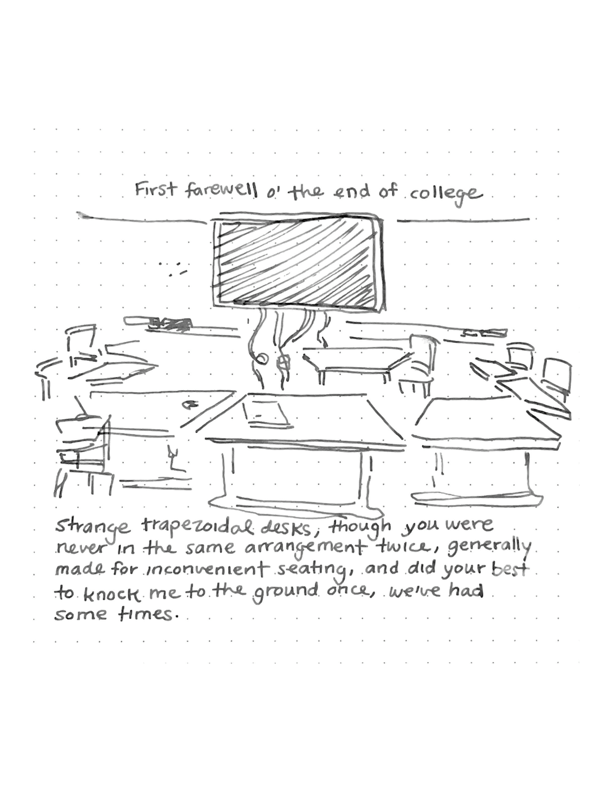 First farewell o' the end of college
Strange trapezoidal desks, though you were
never in the same arrangement twice, generally
made for inconvenient seating, and did your best
to knock me to the ground once, we've had
some times.